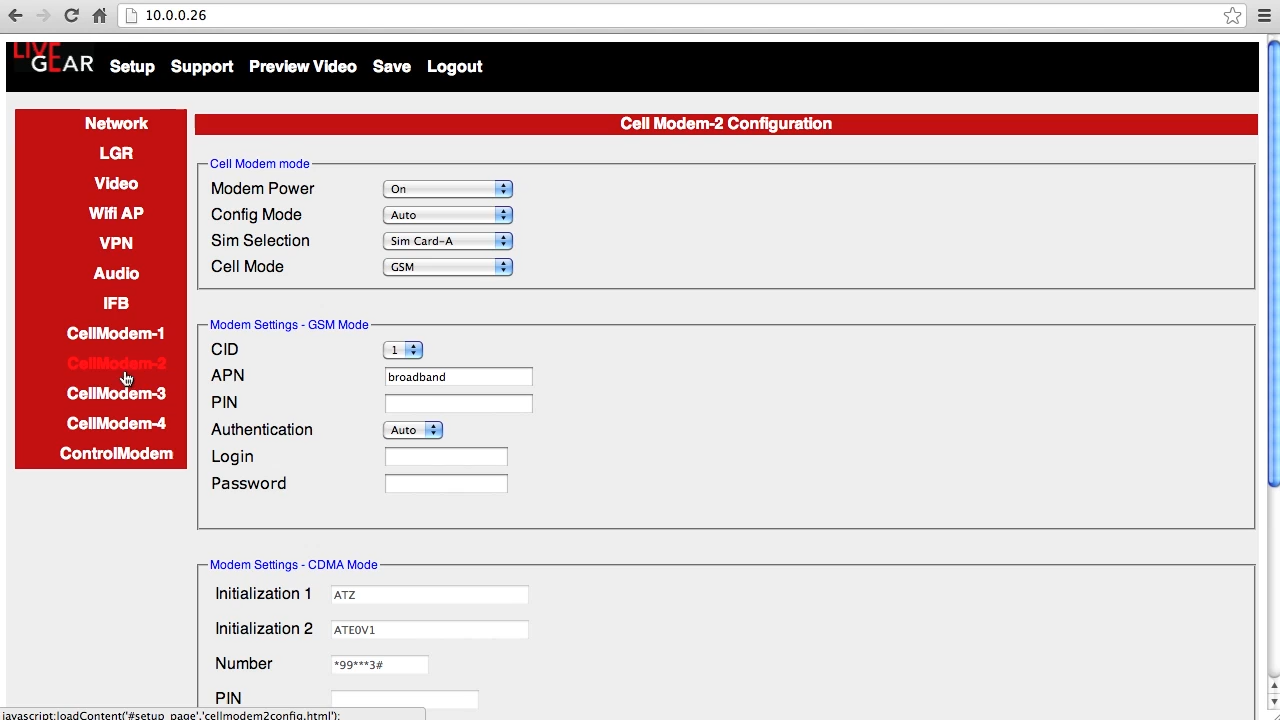 10.0.0.26
LIVE
GEAR
Setup Support Preview Video Save Logout
Network
LGR
Video
Wifi AP
VPN
Audio
IFB
CellModem-1
CellModem-2
CellModem-3
CellModem-4
ControlModem
Cell Modem-2 Configuration
Cell Modem mode
Modem Power On
Config Mode Auto
Sim Selection Sim Card-A
Cell Mode GSM
Modem Settings - GSM Mode
CID 1
APN broadband
PIN
Authentication Auto
Login
Password
Modem Settings - CDMA Mode
Initialization 1 ATZ
Initialization 2 ATE0V1
Number *99***3#
PIN
javascript:loadContent('#setup_page','cellmodem2config.html');